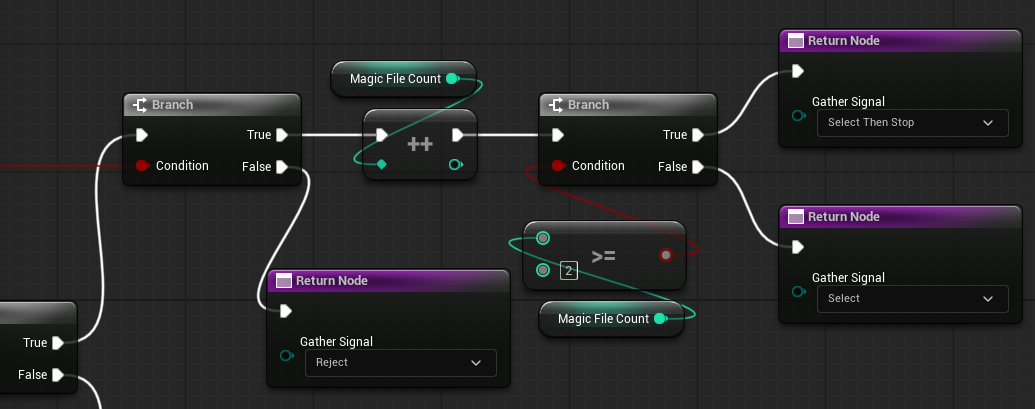 Return Node
Gather Signal
Select Then Stop
Magic File Count
Branch
True
Condition
False
++
Branch
True
Condition
False
Return Node
Gather Signal
Select
>=
2
Magic File Count
Return Node
Gather Signal
Reject
True
False